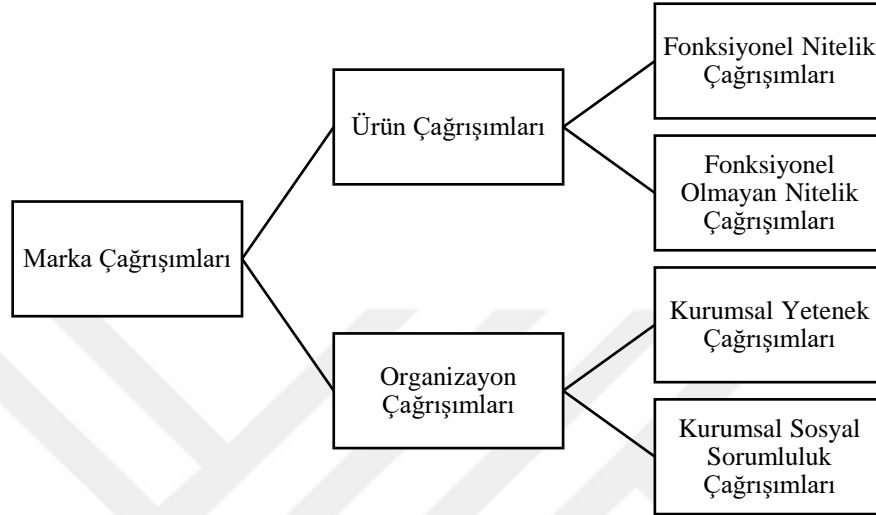 Marka Çağrışımları
Ürün Çağrışımları
Fonksiyonel Nitelik
Çağrışımları
Fonksiyonel
Olmayan Nitelik
Çağrışımları
Organizayon
Çağrışımları
Kurumsal Yetenek
Çağrışımları
Kurumsal Sosyal
Sorumluluk
Çağrışımları